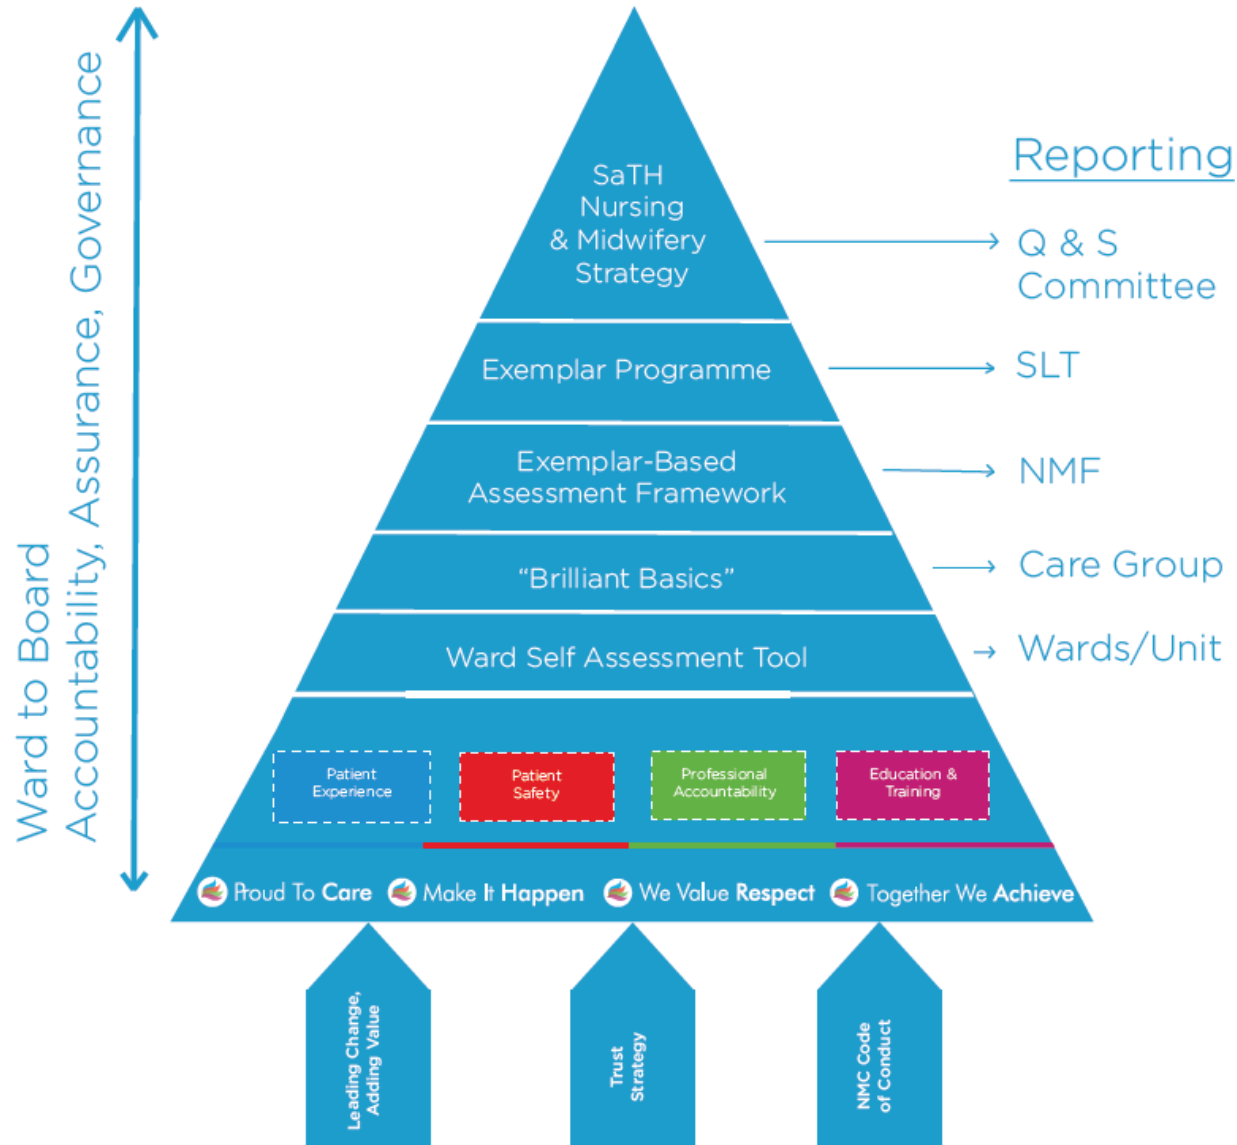 Ward to Board
Accountability, Assurance, Governance
SaTH
Nursing
& Midwifery
Strategy
Exemplar Programme
Exemplar-Based
Assessment Framework
“Brilliant Basics”
Ward Self Assessment Tool
Reporting
Q & S
Committee
SLT
NMF
Care Group
Wards/Unit
Patient
Experience
Patient
Safety
Professional
Accountability
Education &
Training
Proud To Care
Make It Happen
We Value Respect
Together We Achieve
Leading Change,
Adding Value
Trust
Strategy
NMC Code
of Conduct